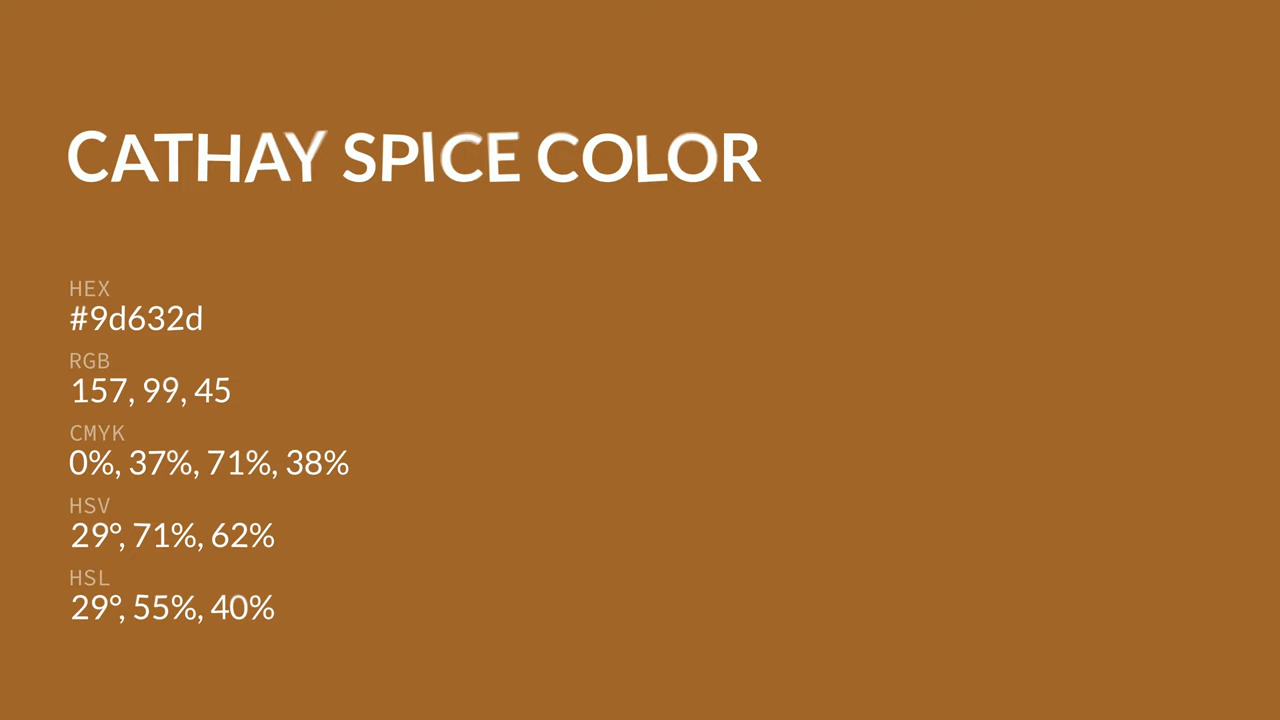 CATHAY SPICE COLOR
HEX
#9d632d
RGB
157, 99, 45
CMYK
0%, 37%, 71%, 38%
HSV
29°, 71%, 62%
HSL
29°, 55%, 40%